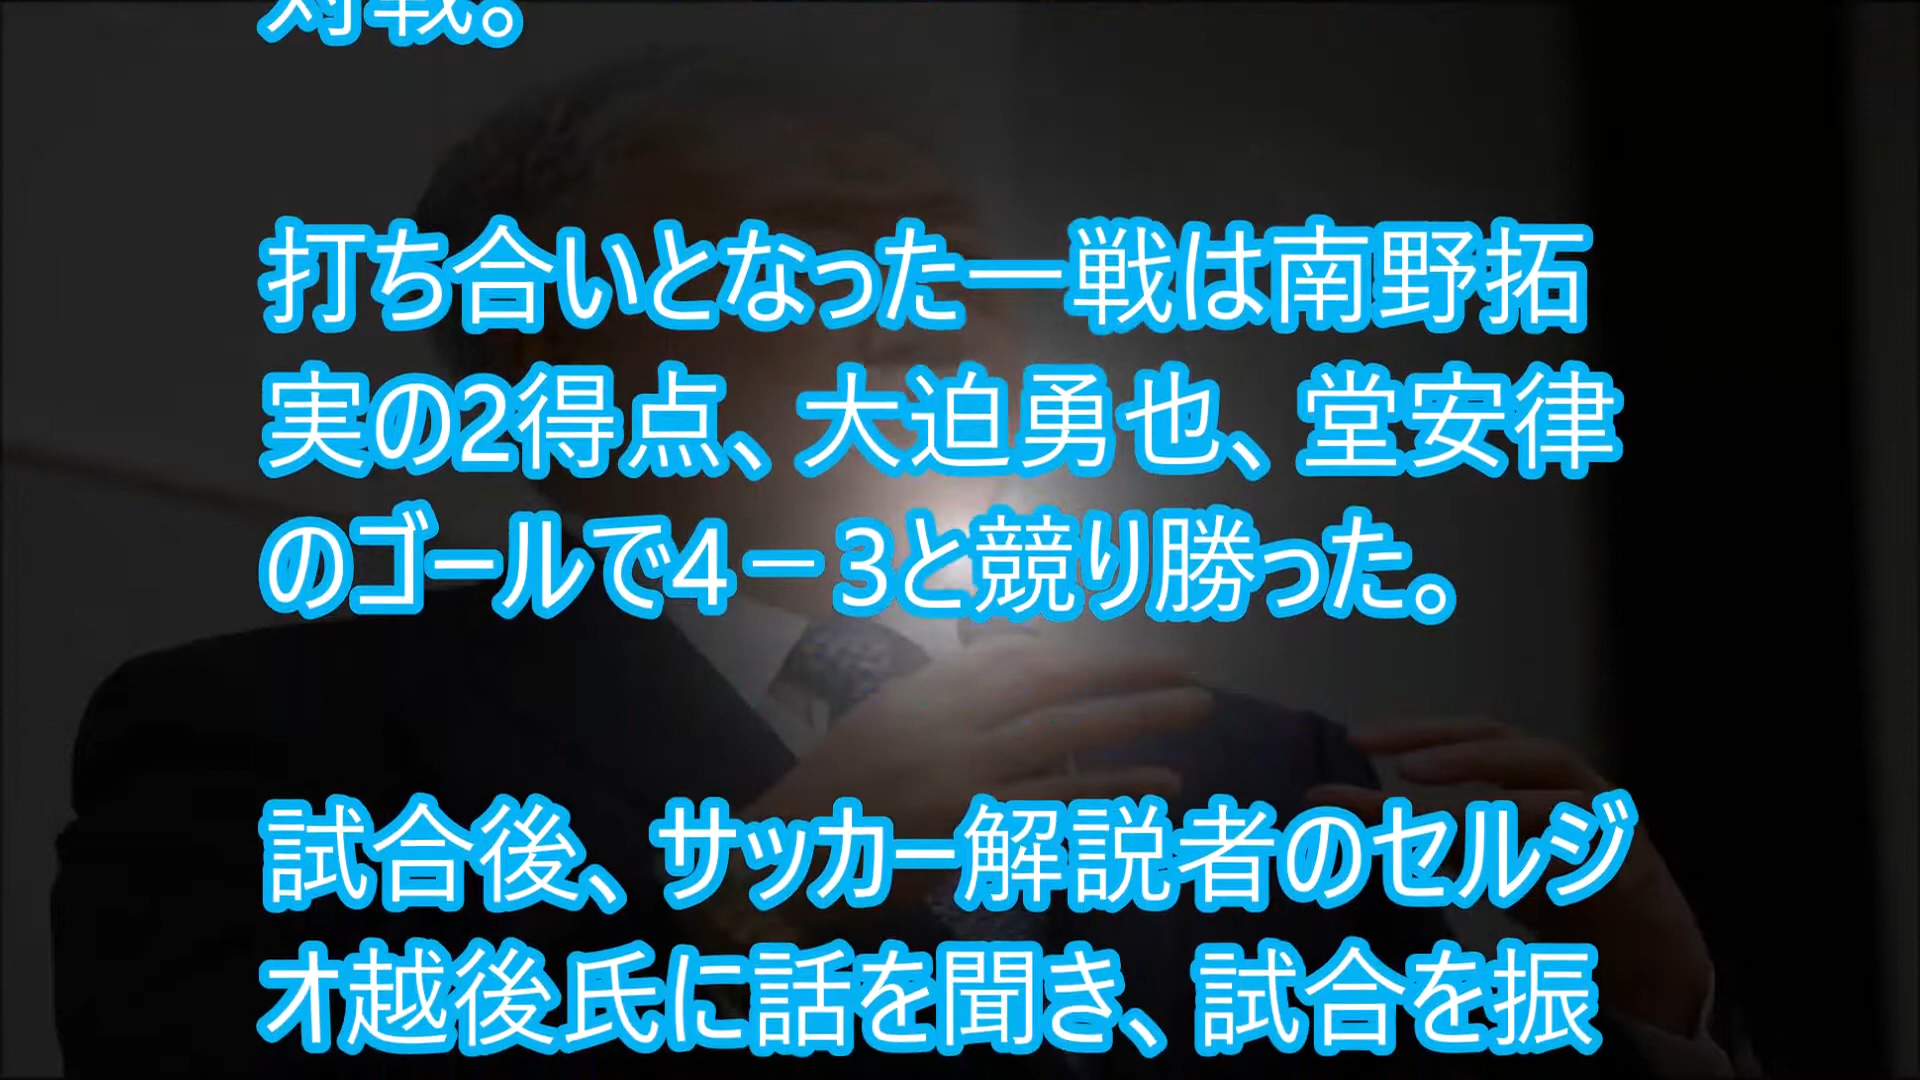 対戦。
打ち合いとなった一戦は南野拓
実の2得点、大迫勇也、堂安律
のゴールで4－3と競り勝った。
試合後、サッカー解説者のセルジ
オ越後氏に話を聞き、試合を振